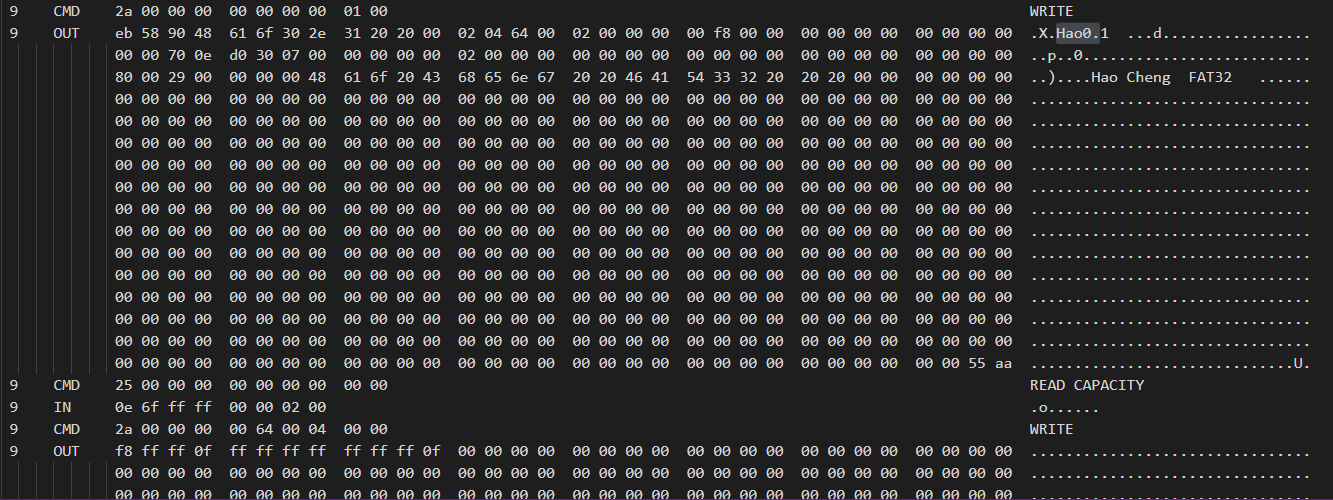 9 CMD 2a 00 00 00 00 00 00 00 01 00 WRITE
9 OUT eb 58 90 48 61 6f 30 2e 31 20 20 00 02 04 64 00 02 00 00 00 00 f8 00 00 00 00 00 00 00 00 00 00 .X.Hao0.1  ...d.................
00 00 70 0e d0 30 07 00 00 00 00 00 02 00 00 00 00 00 00 00 00 00 00 00 00 00 00 00 00 00 00 00 ..p..0..........................
80 00 29 00 00 00 00 48 61 6f 20 43 68 65 6e 67 20 20 46 41 54 33 32 20 20 20 00 00 00 00 00 00 ..)....Hao Cheng  FAT32   ......
00 00 00 00 00 00 00 00 00 00 00 00 00 00 00 00 00 00 00 00 00 00 00 00 00 00 00 00 00 00 00 00 ................................
00 00 00 00 00 00 00 00 00 00 00 00 00 00 00 00 00 00 00 00 00 00 00 00 00 00 00 00 00 00 00 00 ................................
00 00 00 00 00 00 00 00 00 00 00 00 00 00 00 00 00 00 00 00 00 00 00 00 00 00 00 00 00 00 00 00 ................................
00 00 00 00 00 00 00 00 00 00 00 00 00 00 00 00 00 00 00 00 00 00 00 00 00 00 00 00 00 00 00 00 ................................
00 00 00 00 00 00 00 00 00 00 00 00 00 00 00 00 00 00 00 00 00 00 00 00 00 00 00 00 00 00 00 00 ................................
00 00 00 00 00 00 00 00 00 00 00 00 00 00 00 00 00 00 00 00 00 00 00 00 00 00 00 00 00 00 00 00 ................................
00 00 00 00 00 00 00 00 00 00 00 00 00 00 00 00 00 00 00 00 00 00 00 00 00 00 00 00 00 00 00 00 ................................
00 00 00 00 00 00 00 00 00 00 00 00 00 00 00 00 00 00 00 00 00 00 00 00 00 00 00 00 00 00 00 00 ................................
00 00 00 00 00 00 00 00 00 00 00 00 00 00 00 00 00 00 00 00 00 00 00 00 00 00 00 00 00 00 00 00 ................................
00 00 00 00 00 00 00 00 00 00 00 00 00 00 00 00 00 00 00 00 00 00 00 00 00 00 00 00 00 00 00 00 ................................
00 00 00 00 00 00 00 00 00 00 00 00 00 00 00 00 00 00 00 00 00 00 00 00 00 00 00 00 00 00 00 00 ................................
00 00 00 00 00 00 00 00 00 00 00 00 00 00 00 00 00 00 00 00 00 00 00 00 00 00 00 00 00 00 00 00 ................................
00 00 00 00 00 00 00 00 00 00 00 00 00 00 00 00 00 00 00 00 00 00 00 00 00 00 00 00 00 00 55 aa ..............................U.
9 CMD 25 00 00 00 00 00 00 00 00 00 READ CAPACITY
9 IN 0e 6f ff ff 00 00 02 00 .o......
9 CMD 2a 00 00 00 00 64 00 04 00 00 WRITE
9 OUT f8 ff ff 0f ff ff ff ff ff ff ff 0f 00 00 00 00 00 00 00 00 00 00 00 00 00 00 00 00 00 00 00 00 ................................
00 00 00 00 00 00 00 00 00 00 00 00 00 00 00 00 00 00 00 00 00 00 00 00 00 00 00 00 00 00 00 00 ................................
00 00 00 00 00 00 00 00 00 00 00 00 00 00 00 00 00 00 00 00 00 00 00 00 00 00 00 00 00 00 00 00 ................................